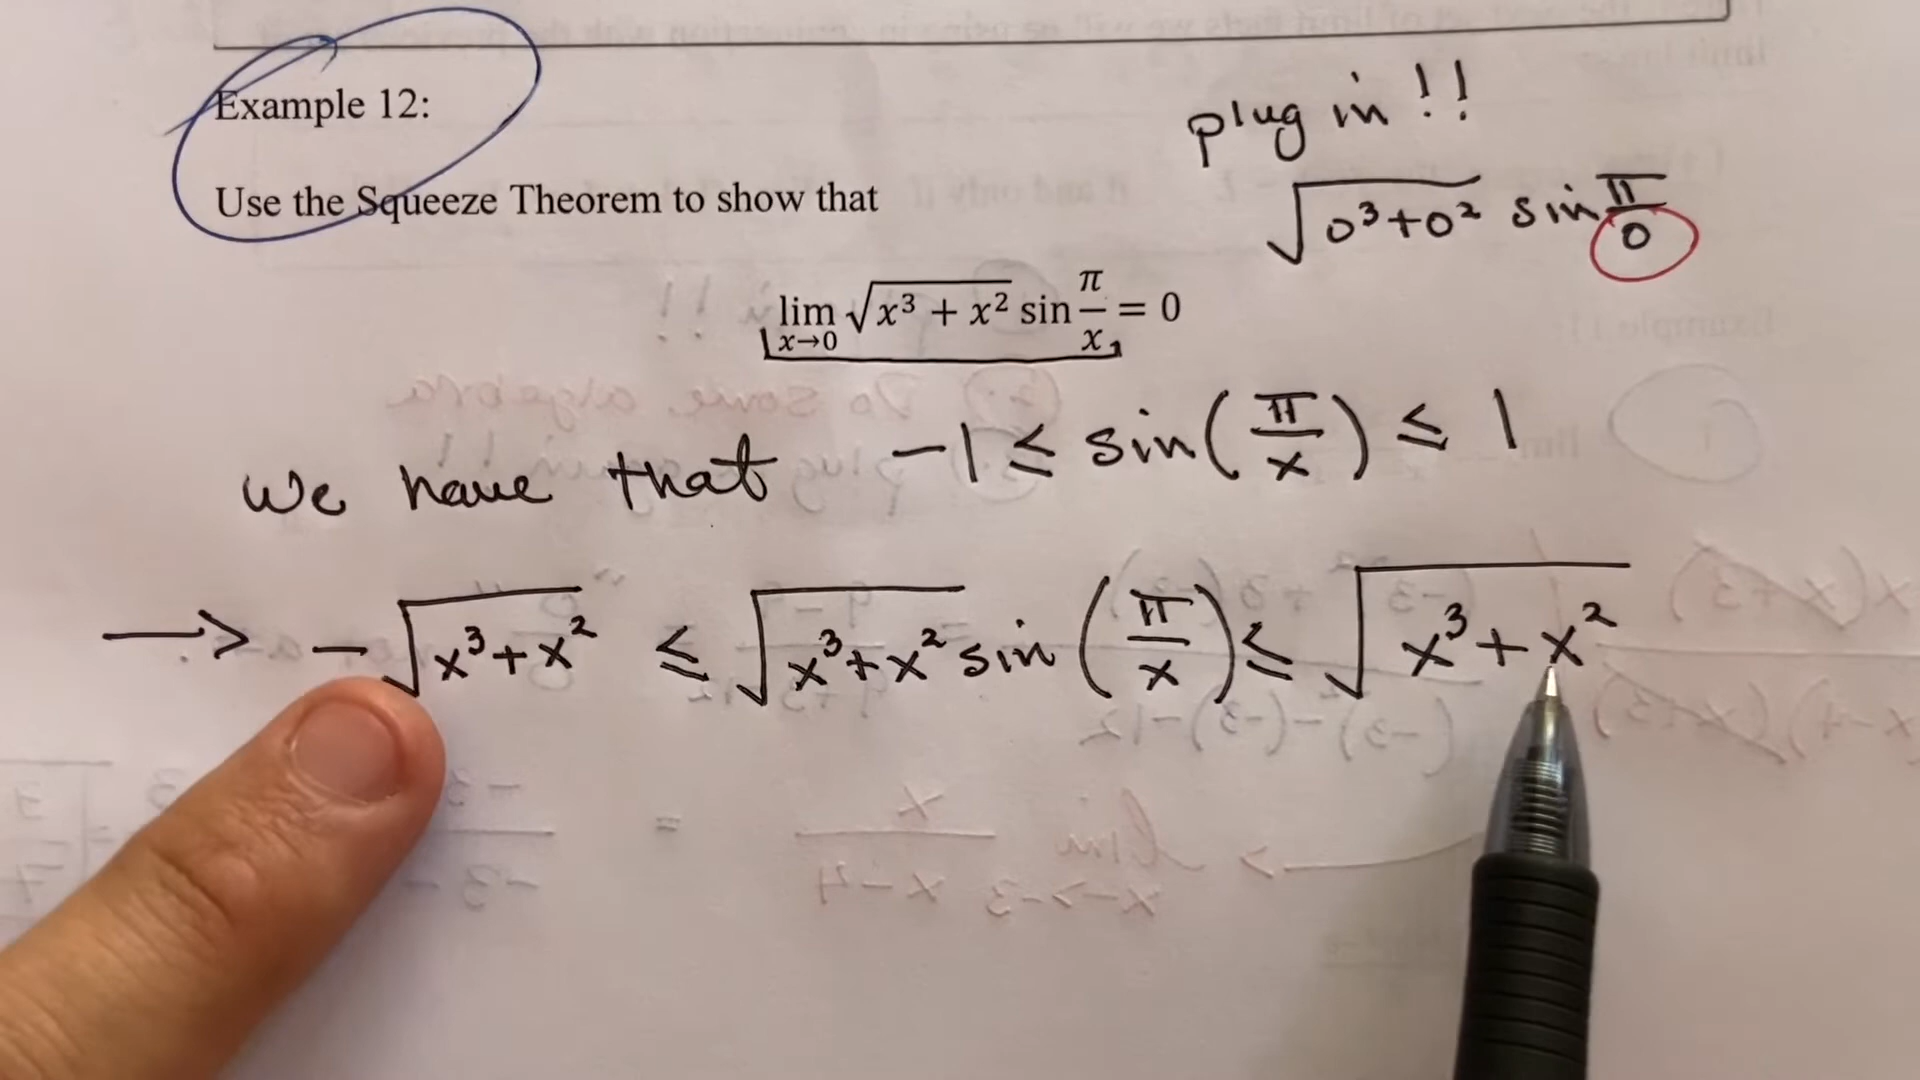 Example 12:
plug in !!
Use the Squeeze Theorem to show that
√(0³+0²) sin π/0
lim x→0 √(x³ + x²) sin π/x = 0
We have that -1 ≤ sin(π/x) ≤ 1
→ -√(x³+x²) ≤ √(x³+x²) sin(π/x) ≤ √(x³+x²)